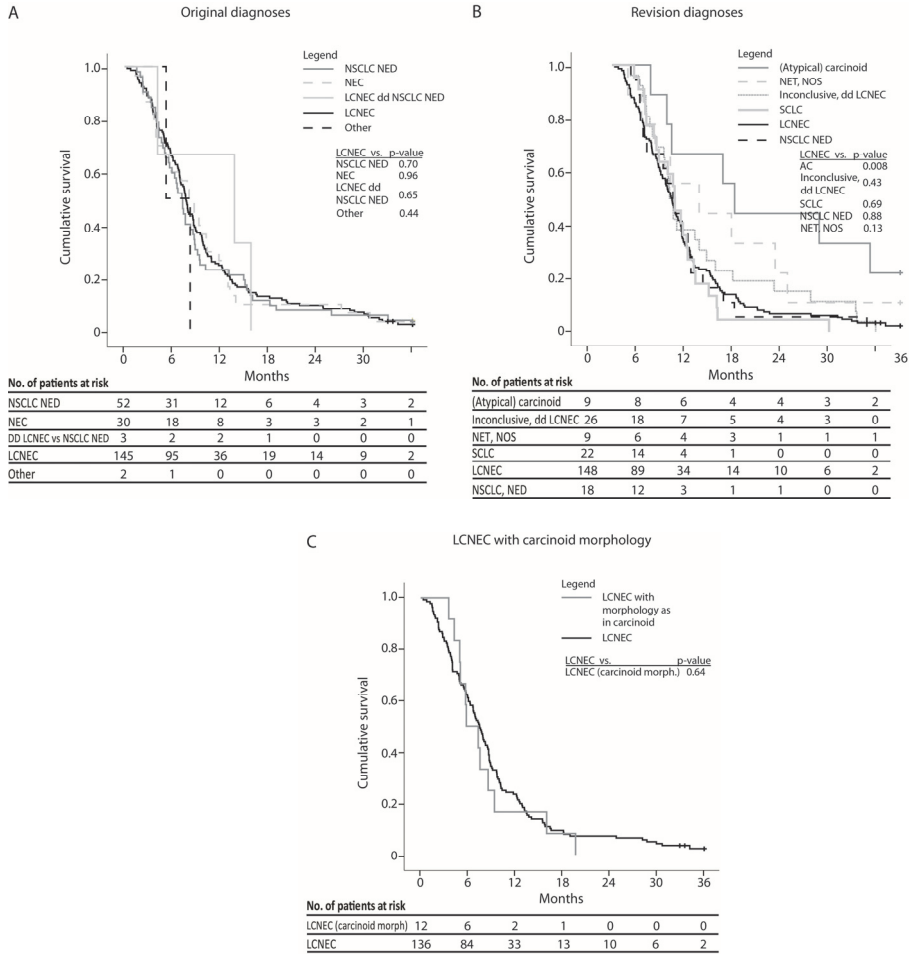 A Original diagnoses
Legend
NSCLC NED
NEC
LCNEC dd NSCLC NED
LCNEC
Other
LCNEC vs. p-value
NSCLC NED 0.70
NEC 0.96
LCNEC dd
NSCLC NED 0.65
Other 0.44
Cumulative survival
1.0
0.8
0.6
0.4
0.2
0
0 6 12 18 24 30
Months
No. of patients at risk
NSCLC NED 52 31 12 6 4 3 2
NEC 30 18 8 3 3 2 1
DD LCNEC vs NSCLC NED 3 2 2 1 0 0 0
LCNEC 145 95 36 19 14 9 2
Other 2 1 0 0 0 0 0
B Revision diagnoses
Legend
(Atypical) carcinoid
NET, NOS
Inconclusive, dd LCNEC
SCLC
LCNEC
NSCLC NED
LCNEC vs. p value
AC 0.008
Inconclusive,
dd LCNEC 0.43
SCLC 0.69
NSCLC NED 0.88
NET, NOS 0.13
Cumulative survival
1.0
0.8
0.6
0.4
0.2
0
0 6 12 18 24 30 36
Months
No. of patients at risk
(Atypical) carcinoid 9 8 6 4 4 3 2
Inconclusive, dd LCNEC 26 18 7 5 4 3 0
NET, NOS 9 6 4 3 1 1 1
SCLC 22 14 4 1 0 0 0
LCNEC 148 89 34 14 10 6 2
NSCLC, NED 18 12 3 1 1 0 0
C LCNEC with carcinoid morphology
Legend
LCNEC with
morphology as
in carcinoid
LCNEC
LCNEC vs. p-value
LCNEC (carcinoid morph.) 0.64
Cumulative survival
1.0
0.8
0.6
0.4
0.2
0
0 6 12 18 24 30 36
Months
No. of patients at risk
LCNEC (carcinoid morph) 12 6 2 1 0 0 0
LCNEC 136 84 33 13 10 6 2